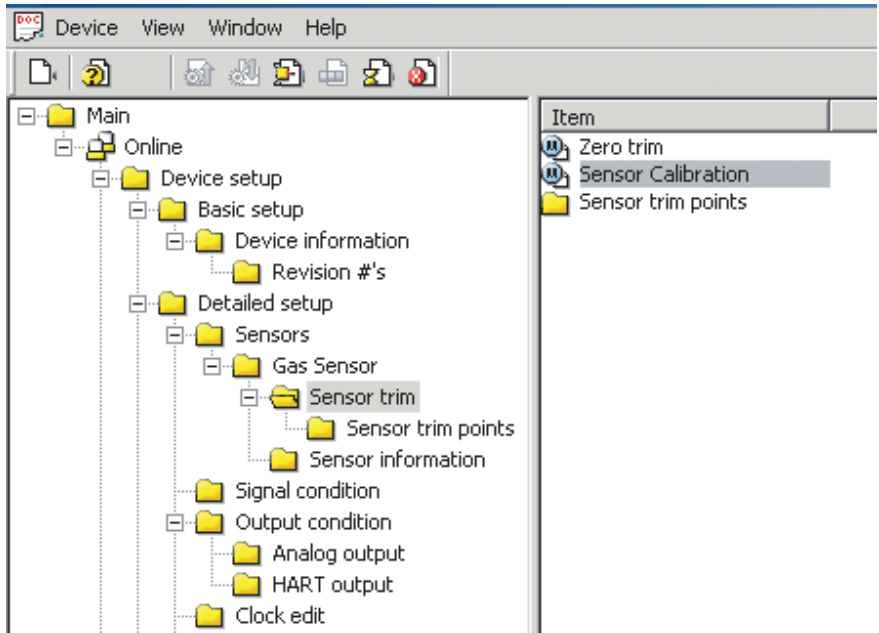 DOC
Device View Window Help
Main
Online
Device setup
Basic setup
Device information
Revision #'s
Detailed setup
Sensors
Gas Sensor
Sensor trim
Sensor trim points
Sensor information
Signal condition
Output condition
Analog output
HART output
Clock edit
Item
M Zero trim
M Sensor Calibration
Sensor trim points